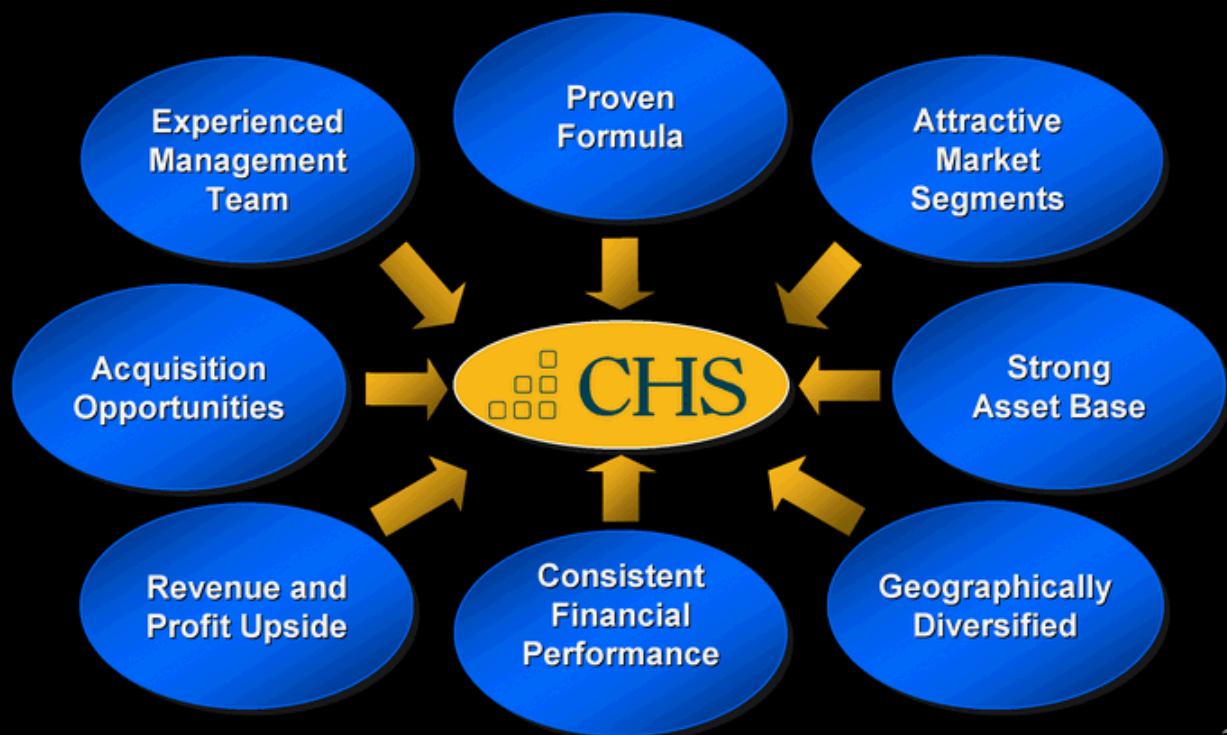 Experienced
Management
Team
Proven
Formula
Attractive
Market
Segments
Acquisition
Opportunities
CHS
Strong
Asset Base
Revenue and
Profit Upside
Consistent
Financial
Performance
Geographically
Diversified